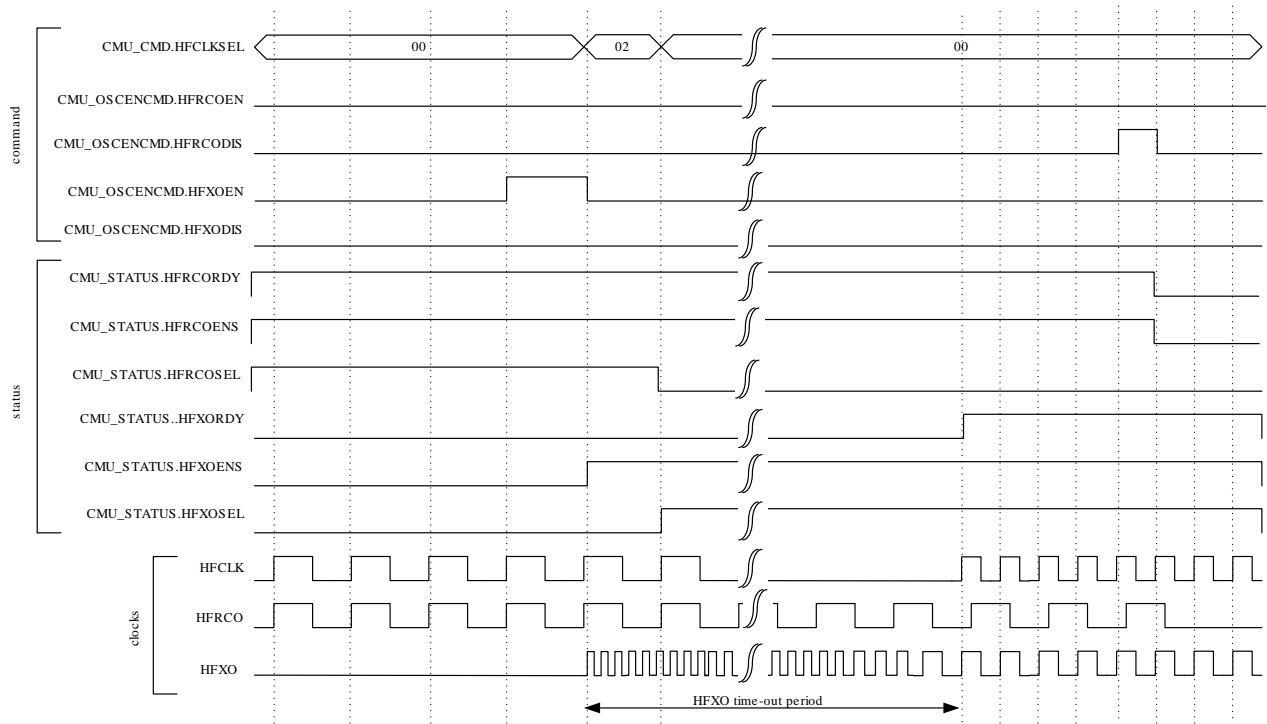 CMU_CMD.HFCLKSEL
00
02
00
command
CMU_OSCENCMD.HFRCOEN
CMU_OSCENCMD.HFRCODIS
CMU_OSCENCMD.HFXOEN
CMU_OSCENCMD.HFXODIS
status
CMU_STATUS.HFRCORDY
CMU_STATUS.HFRCOENS
CMU_STATUS.HFRCOSEL
CMU_STATUS..HFXORDY
CMU_STATUS.HFXOENS
CMU_STATUS.HFXOSEL
clocks
HFCLK
HFRCO
HFXO
HFXO time-out period